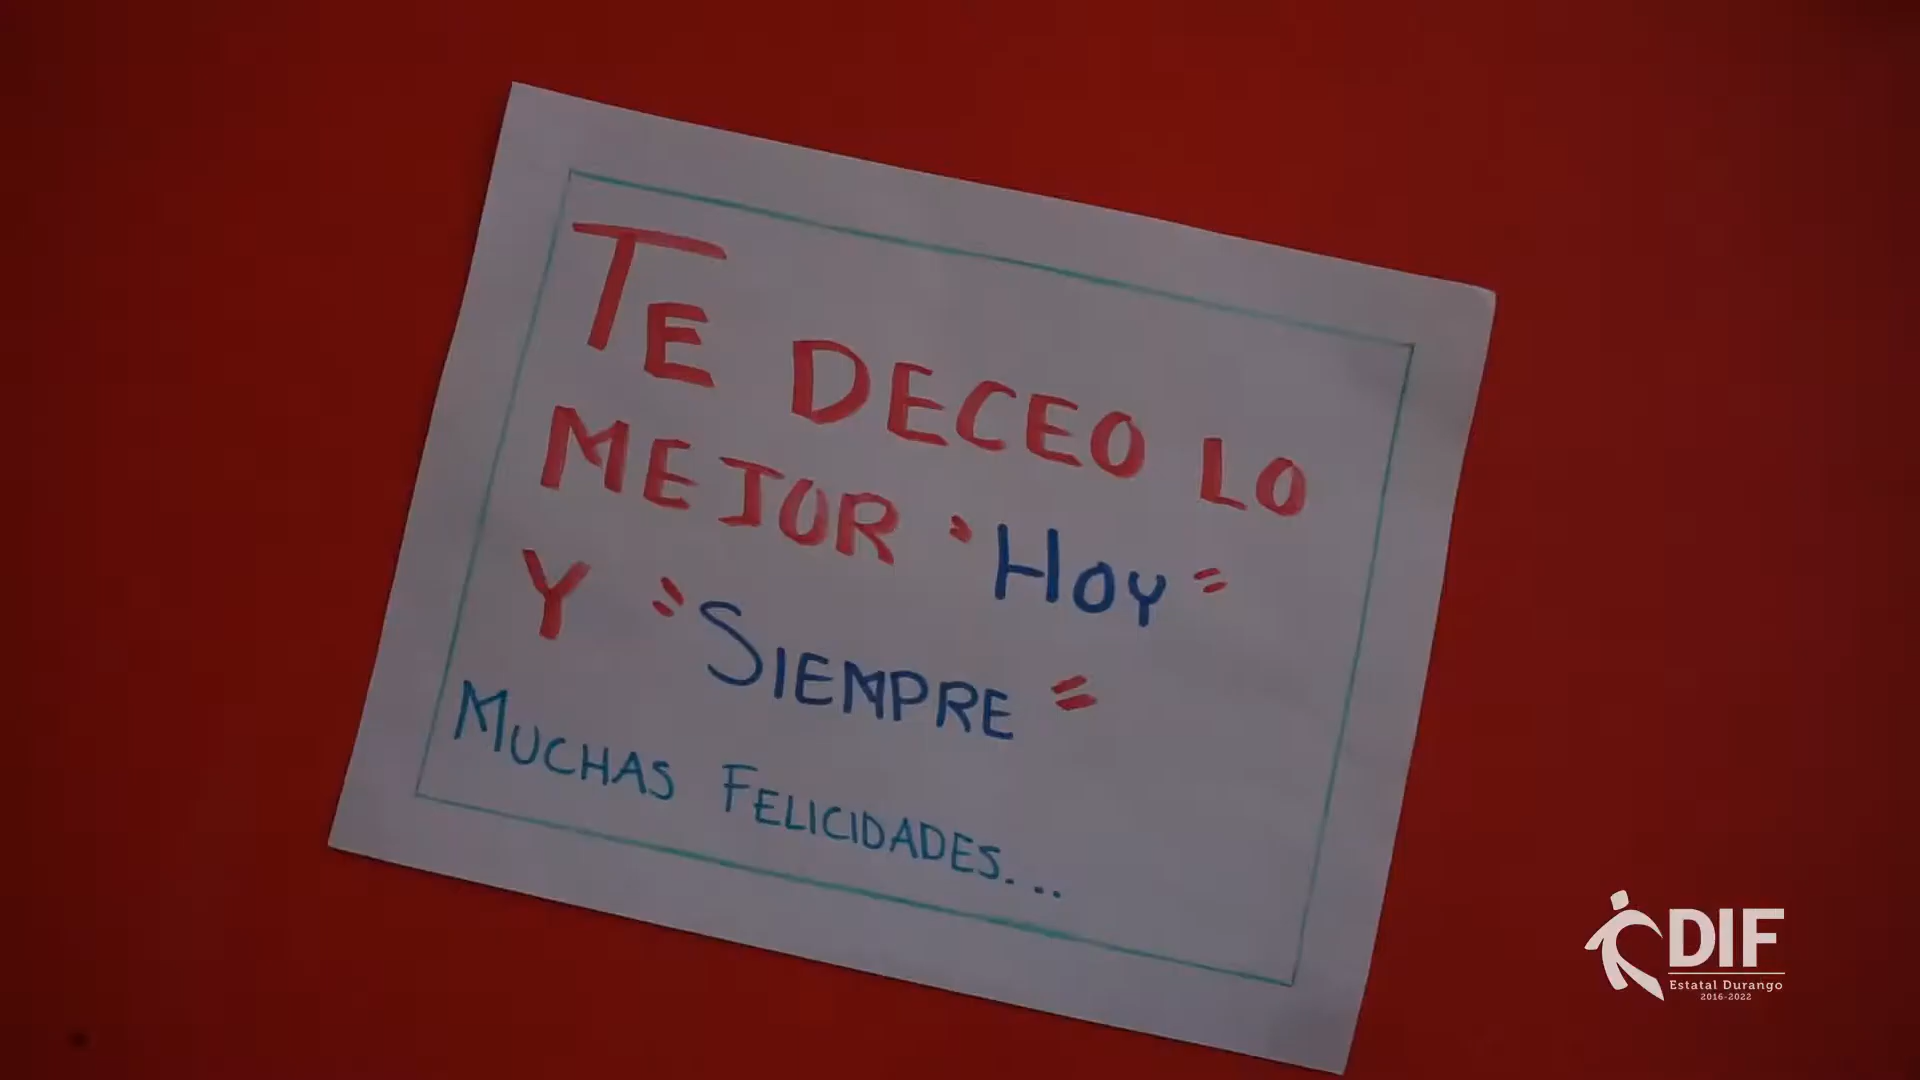 TE DECEO LO
MEJOR "HOY"
Y "SIEMPRE"
MUCHAS FELICIDADES...
DIF
Estatal Durango
2016-2022